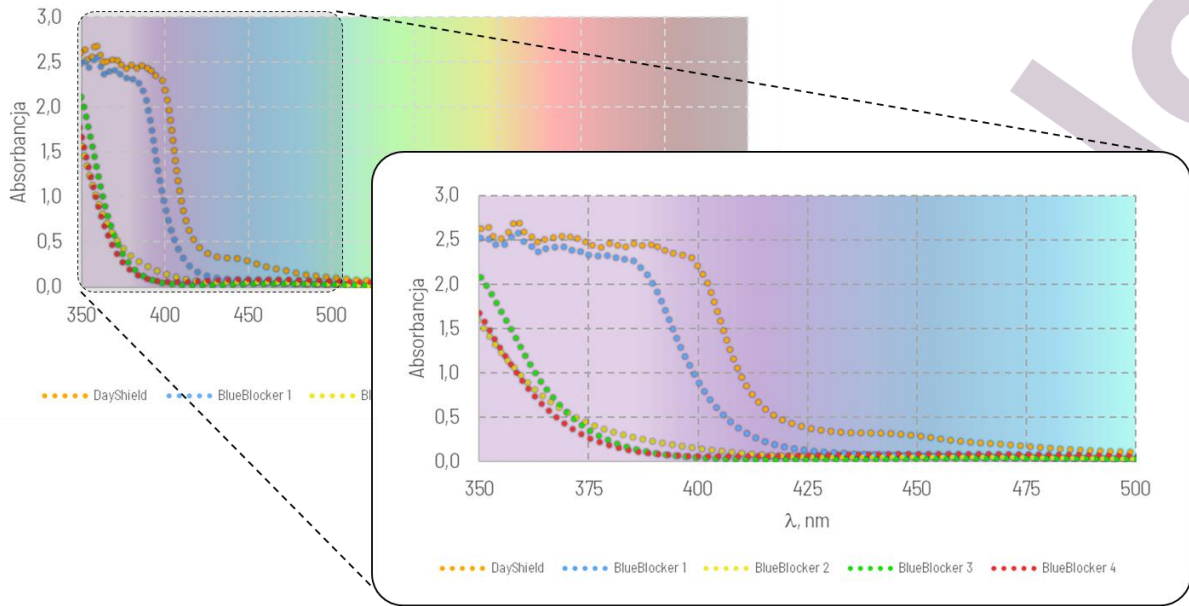 3,0
2,5
2,0
1,5
1,0
0,5
0,0
Absorbancja
350 400 450 500
DayShield BlueBlocker 1
3,0
2,5
2,0
1,5
1,0
0,5
0,0
Absorbancja
350 375 400 425 450 475 500
λ, nm
DayShield BlueBlocker 1 BlueBlocker 2 BlueBlocker 3 BlueBlocker 4